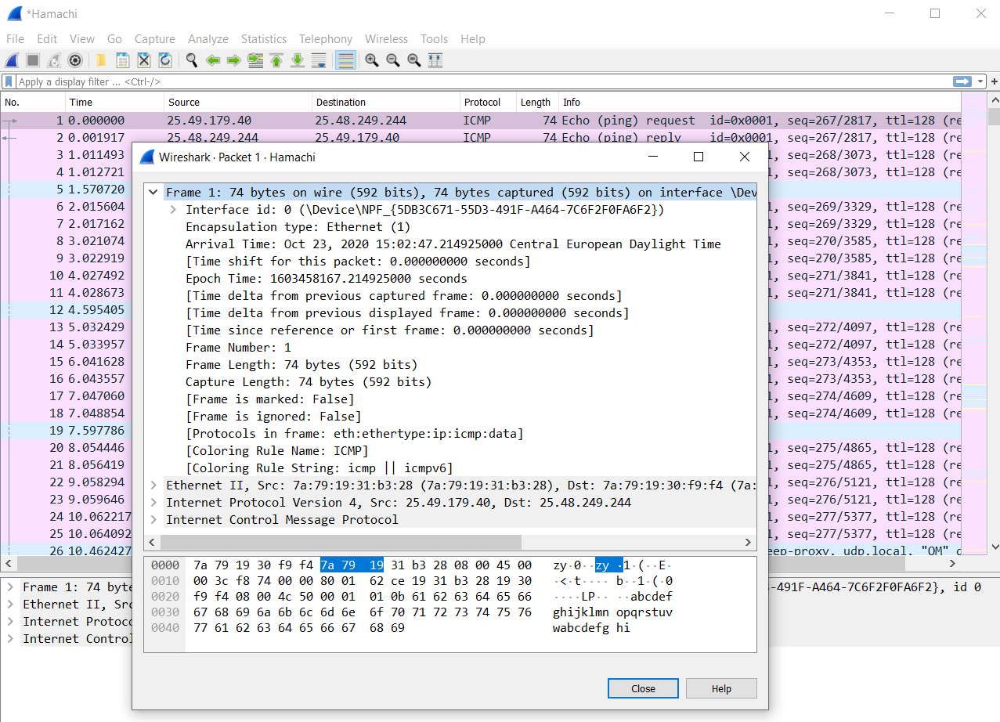 *Hamachi
File Edit View Go Capture Analyze Statistics Telephony Wireless Tools Help
Apply a display filter ... <Ctrl-/>
+
No. Time Source Destination Protocol Length Info
1 0.000000 25.49.179.40 25.48.249.244 ICMP 74 Echo (ping) request id=0x0001, seq=267/2817, ttl=128 (re
2 0.001917 25.48.249.244 25.49.179.40 ICMP 74 Echo (ping) reply id=0x0001, seq=267/2817, ttl=128 (re
3 1.011493 1, seq=268/3073, ttl=128 (re
4 1.012721 1, seq=268/3073, ttl=128 (re
5 1.570720
6 2.015604 1, seq=269/3329, ttl=128 (re
7 2.017162 1, seq=269/3329, ttl=128 (re
8 3.021074 1, seq=270/3585, ttl=128 (re
9 3.022919 1, seq=270/3585, ttl=128 (re
10 4.027492 1, seq=271/3841, ttl=128 (re
11 4.028673 1, seq=271/3841, ttl=128 (re
12 4.595405
13 5.032429 1, seq=272/4097, ttl=128 (re
14 5.033957 1, seq=272/4097, ttl=128 (re
15 6.041628 1, seq=273/4353, ttl=128 (re
16 6.043557 1, seq=273/4353, ttl=128 (re
17 7.047060 1, seq=274/4609, ttl=128 (re
18 7.048854 1, seq=274/4609, ttl=128 (re
19 7.597786
20 8.054446 1, seq=275/4865, ttl=128 (re
21 8.056419 1, seq=275/4865, ttl=128 (re
22 9.058294 1, seq=276/5121, ttl=128 (re
23 9.059646 1, seq=276/5121, ttl=128 (re
24 10.062217 1, seq=277/5377, ttl=128 (re
25 10.064092 1, seq=277/5377, ttl=128 (re
26 10.462427 eep-proxy._udp.local, "QM" q
Wireshark · Packet 1 · Hamachi
Frame 1: 74 bytes on wire (592 bits), 74 bytes captured (592 bits) on interface \Dev
Interface id: 0 (\Device\NPF_{5DB3C671-55D3-491F-A464-7C6F2F0FA6F2})
Encapsulation type: Ethernet (1)
Arrival Time: Oct 23, 2020 15:02:47.214925000 Central European Daylight Time
[Time shift for this packet: 0.000000000 seconds]
Epoch Time: 1603458167.214925000 seconds
[Time delta from previous captured frame: 0.000000000 seconds]
[Time delta from previous displayed frame: 0.000000000 seconds]
[Time since reference or first frame: 0.000000000 seconds]
Frame Number: 1
Frame Length: 74 bytes (592 bits)
Capture Length: 74 bytes (592 bits)
[Frame is marked: False]
[Frame is ignored: False]
[Protocols in frame: eth:ethertype:ip:icmp:data]
[Coloring Rule Name: ICMP]
[Coloring Rule String: icmp || icmpv6]
Ethernet II, Src: 7a:79:19:31:b3:28 (7a:79:19:31:b3:28), Dst: 7a:79:19:30:f9:f4 (7a:
Internet Protocol Version 4, Src: 25.49.179.40, Dst: 25.48.249.244
Internet Control Message Protocol
0000 7a 79 19 30 f9 f4 7a 79 19 31 b3 28 08 00 45 00 zy·0··zy ·1·(··E·
0010 00 3c f8 74 00 00 80 01 62 ce 19 31 b3 28 19 30 ·<·t···· b··1·(·0
0020 f9 f4 08 00 4c 50 00 01 01 0b 61 62 63 64 65 66 ····LP·· ··abcdef
0030 67 68 69 6a 6b 6c 6d 6e 6f 70 71 72 73 74 75 76 ghijklmn opqrstuv
0040 77 61 62 63 64 65 66 67 68 69 wabcdefg hi
Close Help
Frame 1: 74 byte -491F-A464-7C6F2F0FA6F2}, id 0
Ethernet II, Src
Internet Protoco
Internet Control